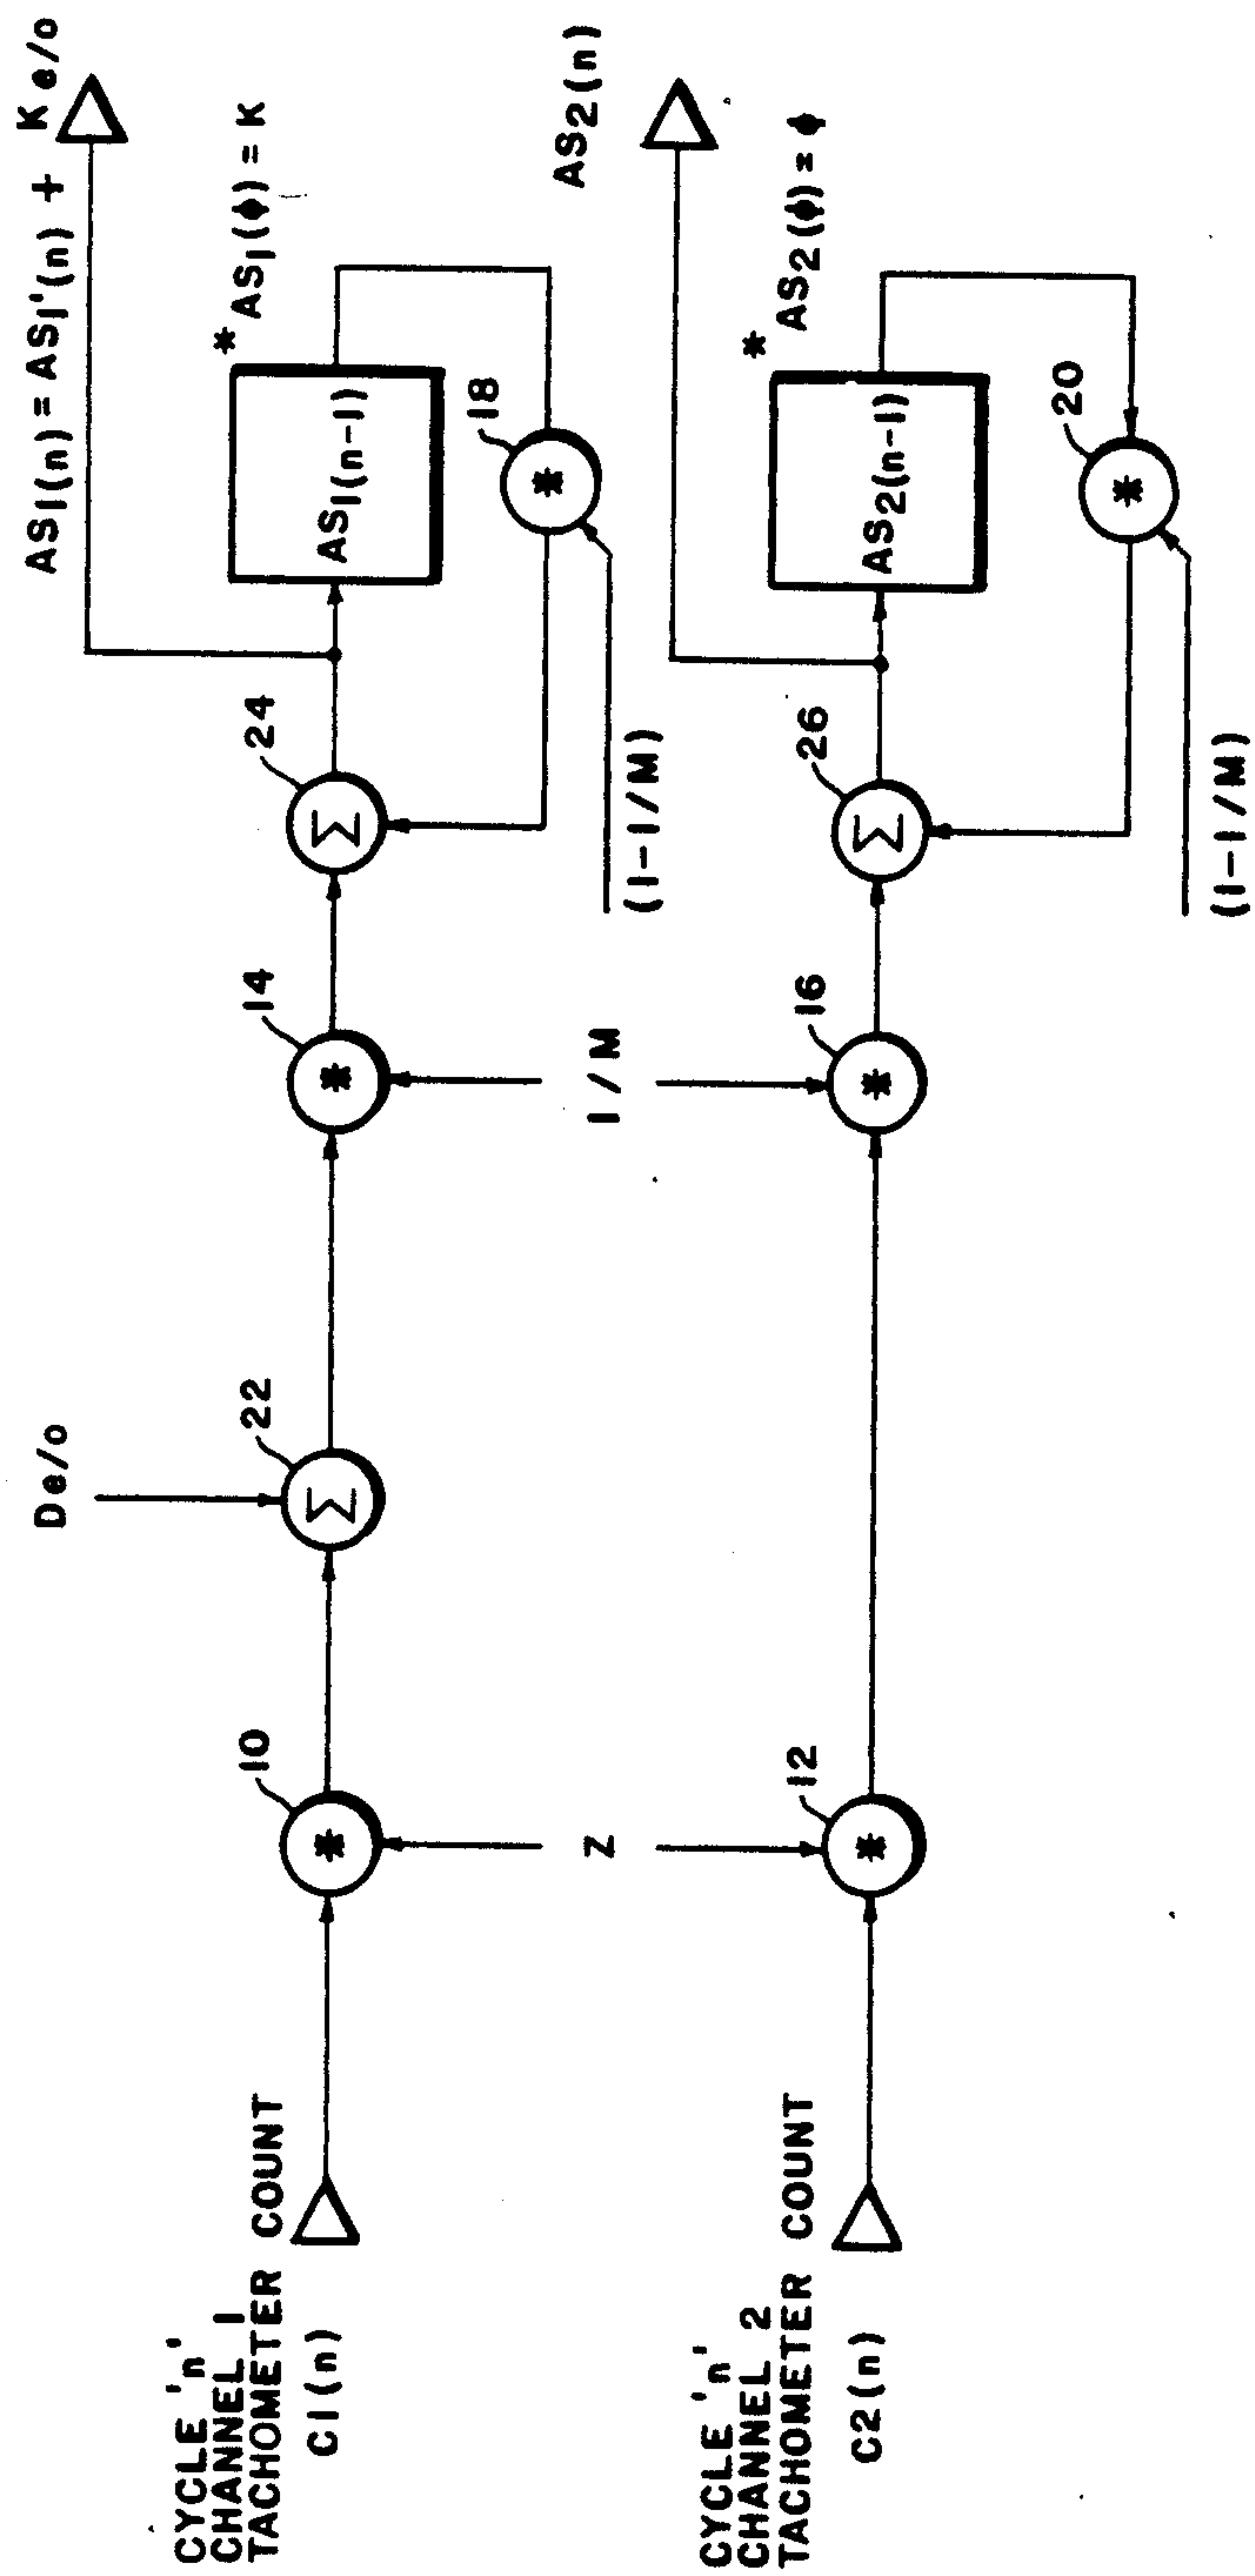 CYCLE 'n'
CHANNEL 1
TACHOMETER COUNT
C1(n)
10
*
Z
De/o
22
Σ
14
*
1/M
24
Σ
AS1(n) = AS1'(n) + Ke/o
AS1(n-1)
* AS1(ϕ) = K
18
*
(1-1/M)
CYCLE 'n'
CHANNEL 2
TACHOMETER COUNT
C2(n)
12
*
16
*
26
Σ
AS2(n)
AS2(n-1)
* AS2(ϕ) = ϕ
20
*
(1-1/M)